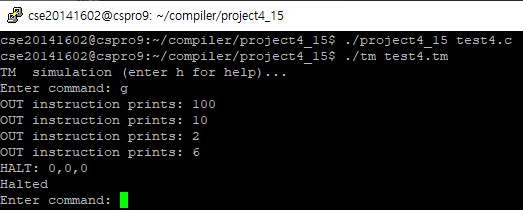 cse20141602@cspro9: ~/compiler/project4_15
cse20141602@cspro9:~/compiler/project4_15$ ./project4_15 test4.c
cse20141602@cspro9:~/compiler/project4_15$ ./tm test4.tm
TM  simulation (enter h for help)...
Enter command: g
OUT instruction prints: 100
OUT instruction prints: 10
OUT instruction prints: 2
OUT instruction prints: 6
HALT: 0,0,0
Halted
Enter command: